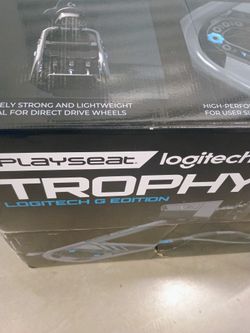 ELY STRONG AND LIGHTWEIGHT
AL FOR DIRECT DRIVE WHEELS
HIGH-PERFO
FOR USER S
PLAYSEAT. logitech
TROPHY
LOGITECH G EDITION